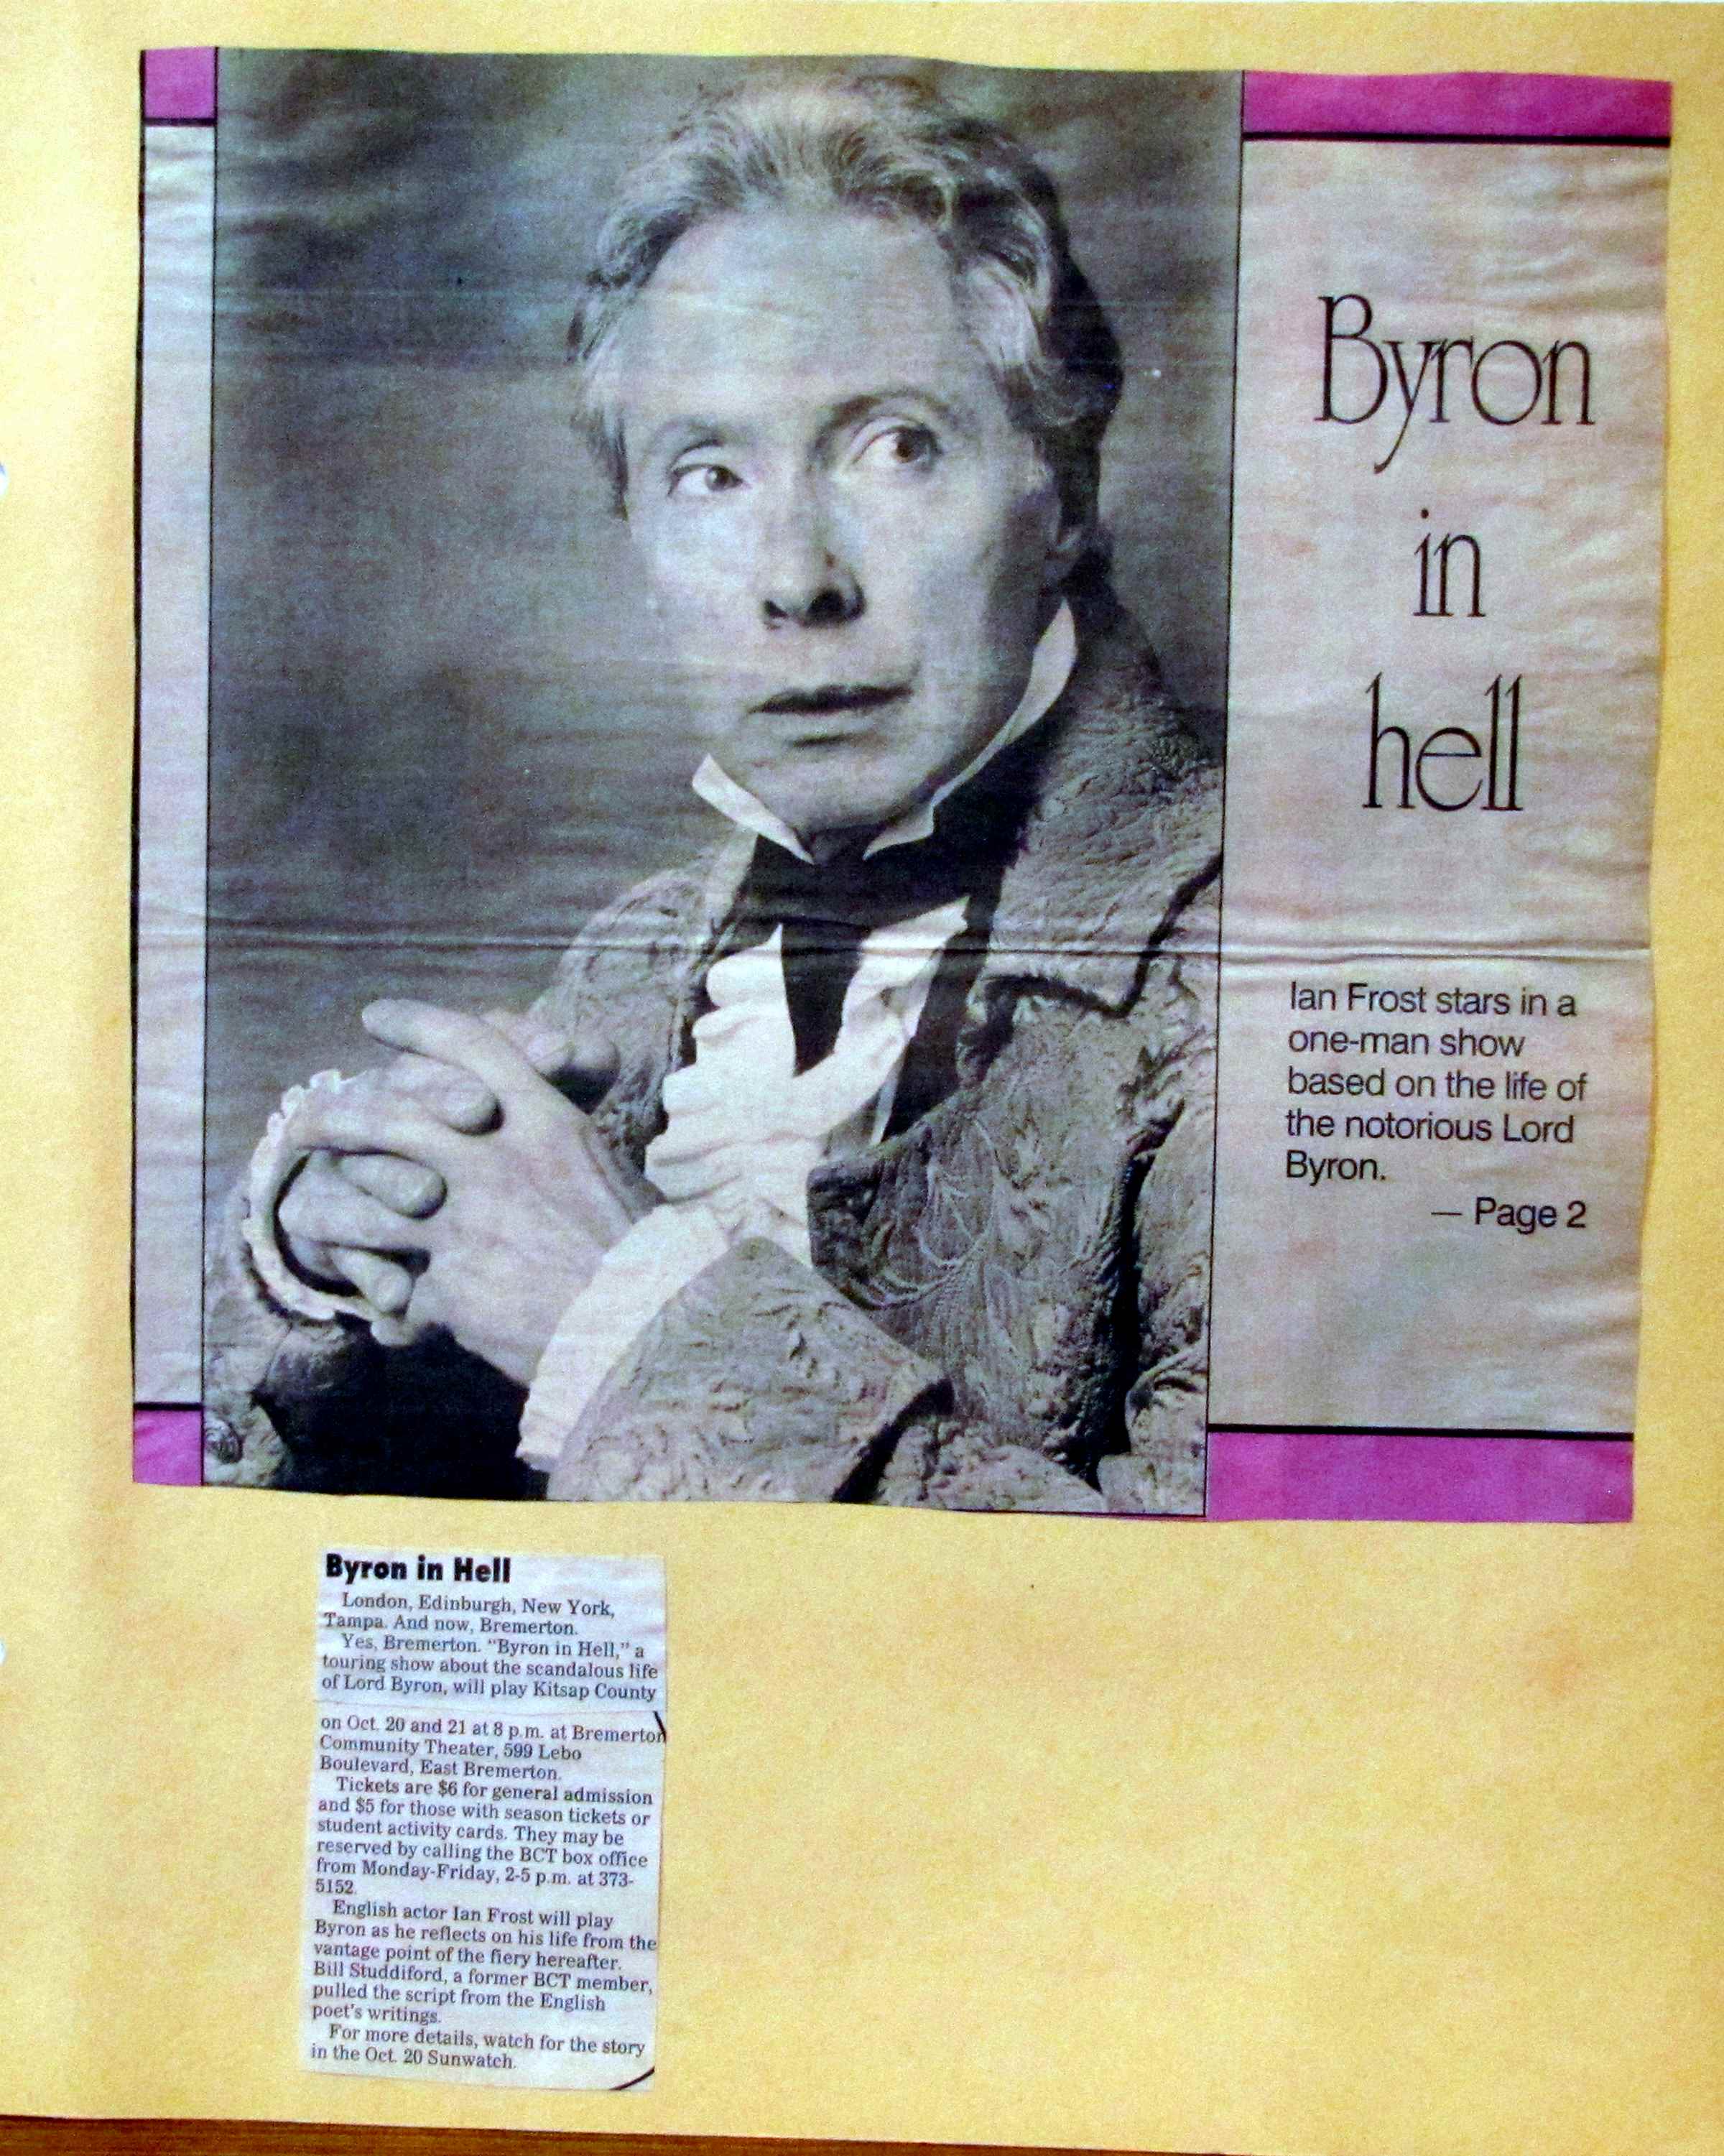 Byron
in
hell
Ian Frost stars in a
one-man show
based on the life of
the notorious Lord
Byron.
— Page 2
Byron in Hell
London, Edinburgh, New York,
Tampa. And now, Bremerton.
Yes, Bremerton. "Byron in Hell," a
touring show about the scandalous life
of Lord Byron, will play Kitsap County
on Oct. 20 and 21 at 8 p.m. at Bremerton
Community Theater, 599 Lebo
Boulevard, East Bremerton.
Tickets are $6 for general admission
and $5 for those with season tickets or
student activity cards. They may be
reserved by calling the BCT box office
from Monday-Friday, 2-5 p.m. at 373-
5152.
English actor Ian Frost will play
Byron as he reflects on his life from the
vantage point of the fiery hereafter.
Bill Studdiford, a former BCT member,
pulled the script from the English
poet's writings.
For more details, watch for the story
in the Oct. 20 Sunwatch.